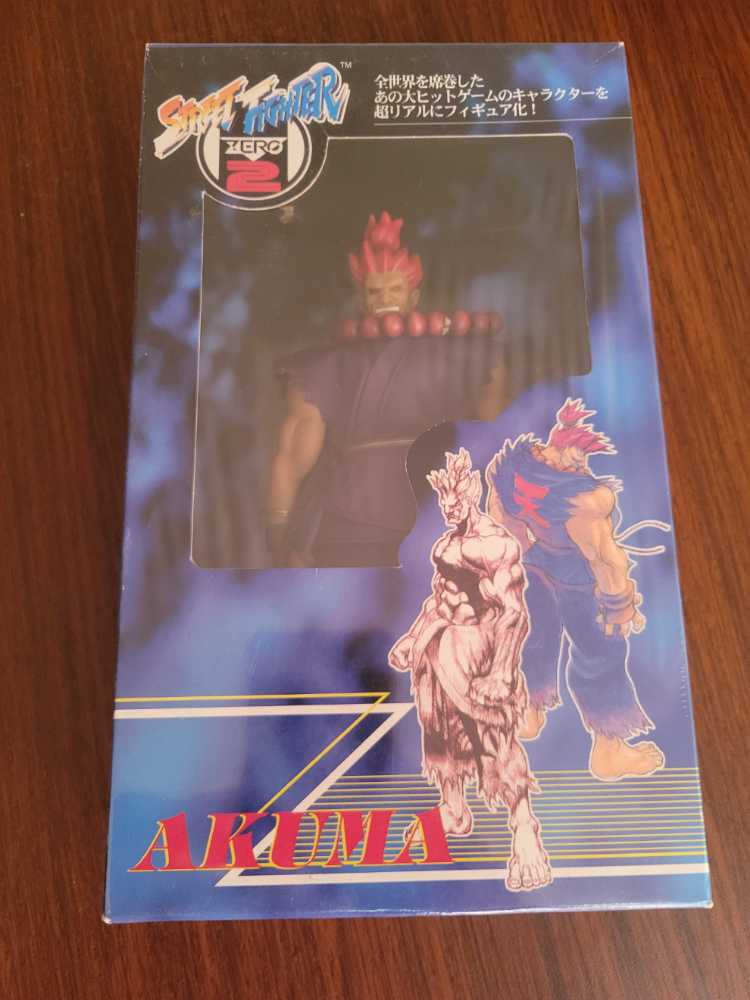 STREET FIGHTER™
ZERO
2
全世界を席巻した
あの大ヒットゲームのキャラクターを
超リアルにフィギュア化！
天
AKUMA